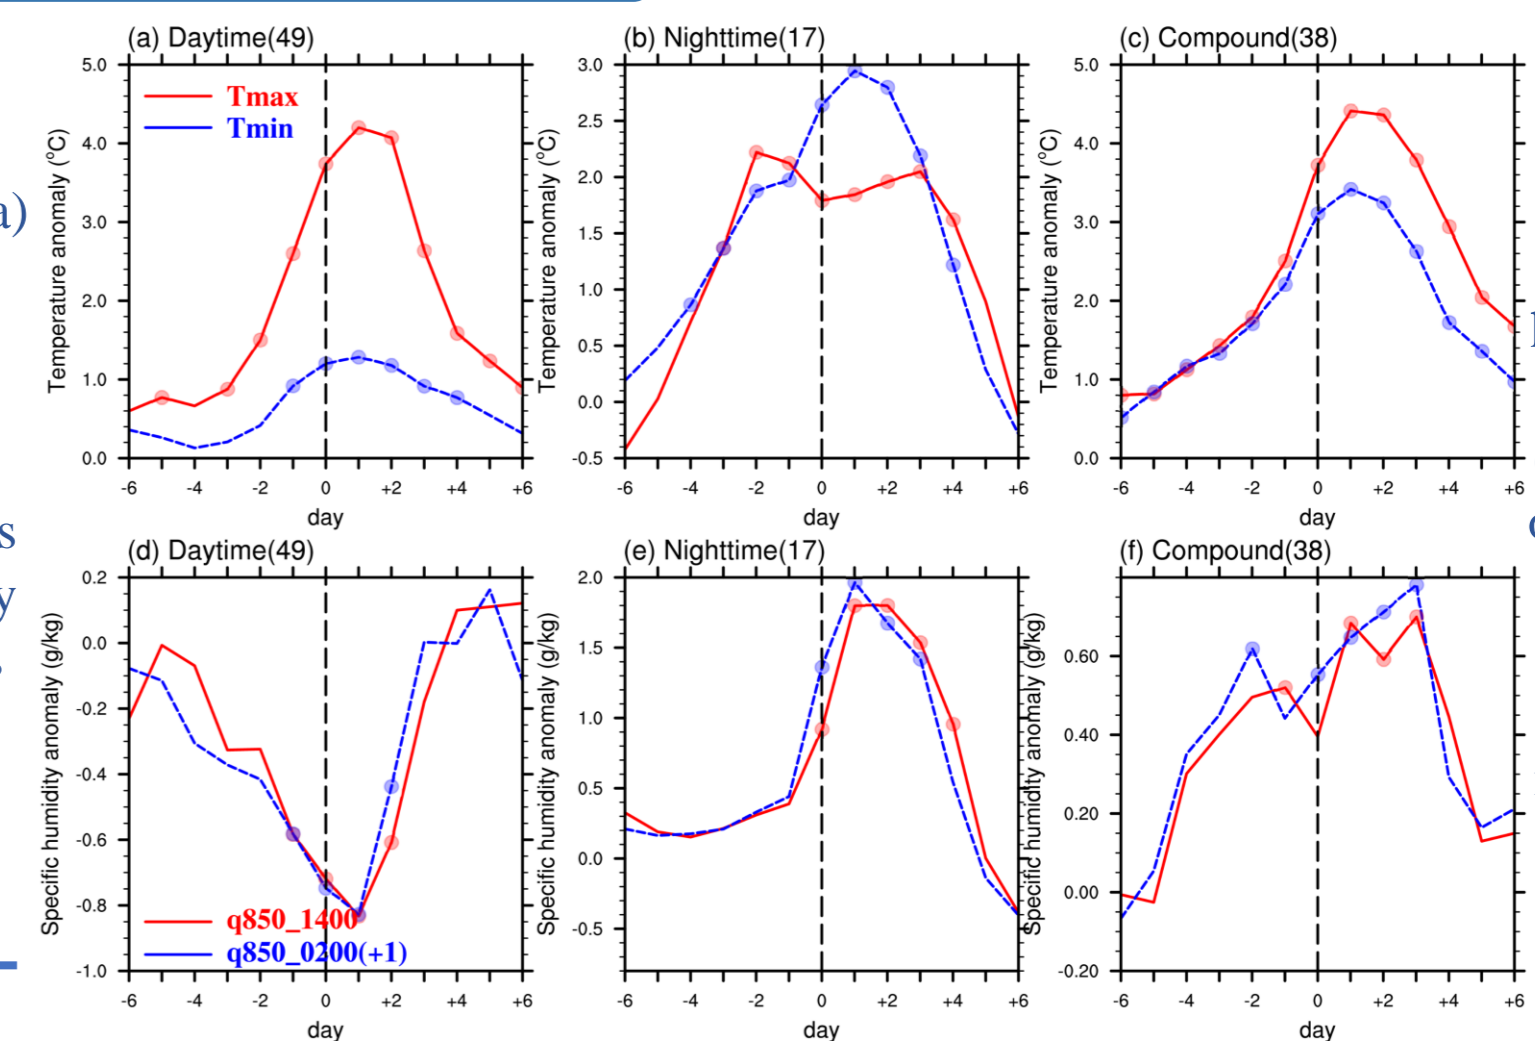 (a) Daytime(49)
5.0
4.0
3.0
2.0
1.0
0.0
Temperature anomaly (°C)
Tmax
Tmin
-6 -4 -2 0 +2 +4 +6
day
(b) Nighttime(17)
3.0
2.5
2.0
1.5
1.0
0.5
0.0
-0.5
Temperature anomaly (°C)
-6 -4 -2 0 +2 +4 +6
day
(c) Compound(38)
5.0
4.0
3.0
2.0
1.0
0.0
Temperature anomaly (°C)
-6 -4 -2 0 +2 +4 +6
day
a)
s
y
(d) Daytime(49)
0.2
0.0
-0.2
-0.4
-0.6
-0.8
-1.0
Specific humidity anomaly (g/kg)
q850_1400
q850_0200(+1)
-6 -4 -2 0 +2 +4 +6
day
(e) Nighttime(17)
2.0
1.5
1.0
0.5
0.0
-0.5
Specific humidity anomaly (g/kg)
-6 -4 -2 0 +2 +4 +6
day
(f) Compound(38)
0.60
0.40
0.20
0.00
-0.20
Specific humidity anomaly (g/kg)
-6 -4 -2 0 +2 +4 +6
day